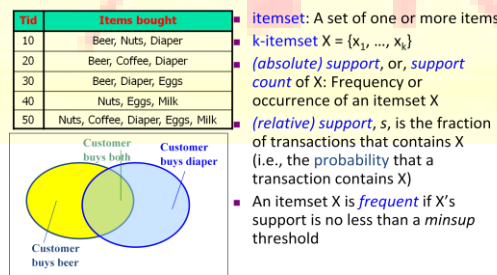 Tid Items bought
10 Beer, Nuts, Diaper
20 Beer, Coffee, Diaper
30 Beer, Diaper, Eggs
40 Nuts, Eggs, Milk
50 Nuts, Coffee, Diaper, Eggs, Milk
Customer
buys both
Customer
buys diaper
Customer
buys beer
itemset: A set of one or more items
k-itemset X = {x1, …, xk}
(absolute) support, or, support
count of X: Frequency or
occurrence of an itemset X
(relative) support, s, is the fraction
of transactions that contains X
(i.e., the probability that a
transaction contains X)
An itemset X is frequent if X’s
support is no less than a minsup
threshold